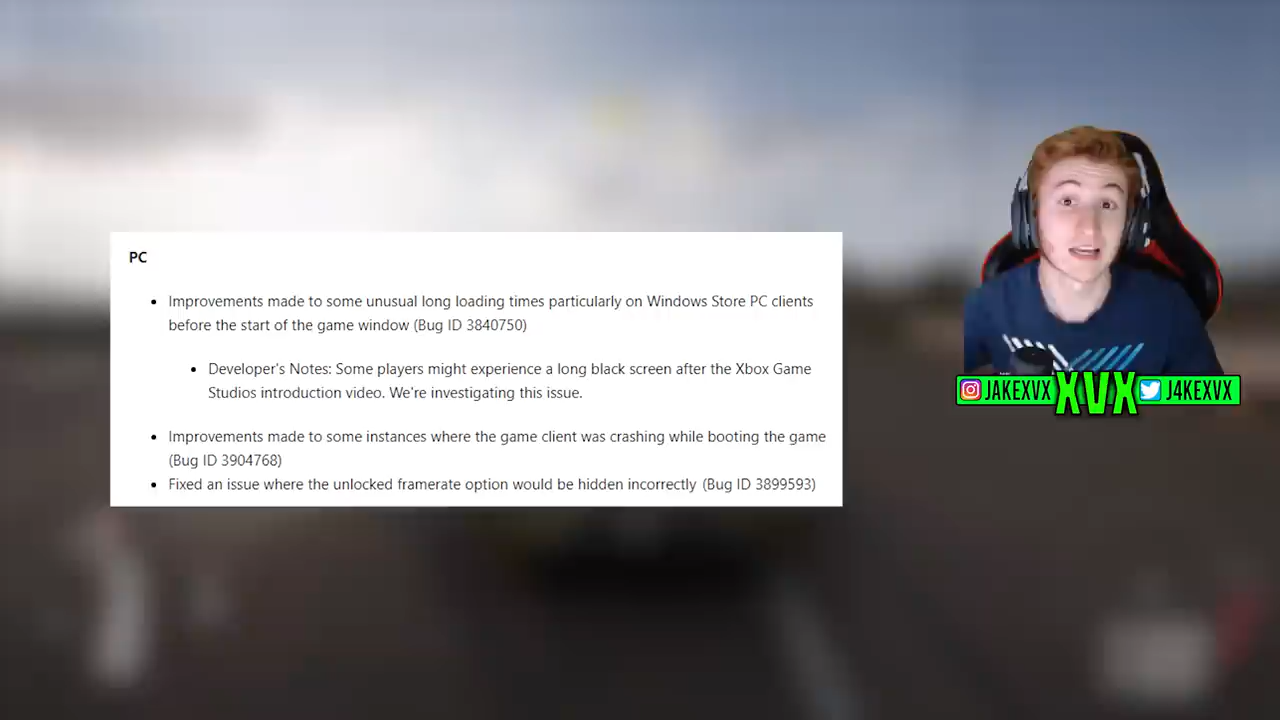 PC
• Improvements made to some unusual long loading times particularly on Windows Store PC clients
before the start of the game window (Bug ID 3840750)
• Developer's Notes: Some players might experience a long black screen after the Xbox Game
Studios introduction video. We're investigating this issue.
• Improvements made to some instances where the game client was crashing while booting the game
(Bug ID 3904768)
• Fixed an issue where the unlocked framerate option would be hidden incorrectly (Bug ID 3899593)
JAKEXVX XVX J4KEXVX